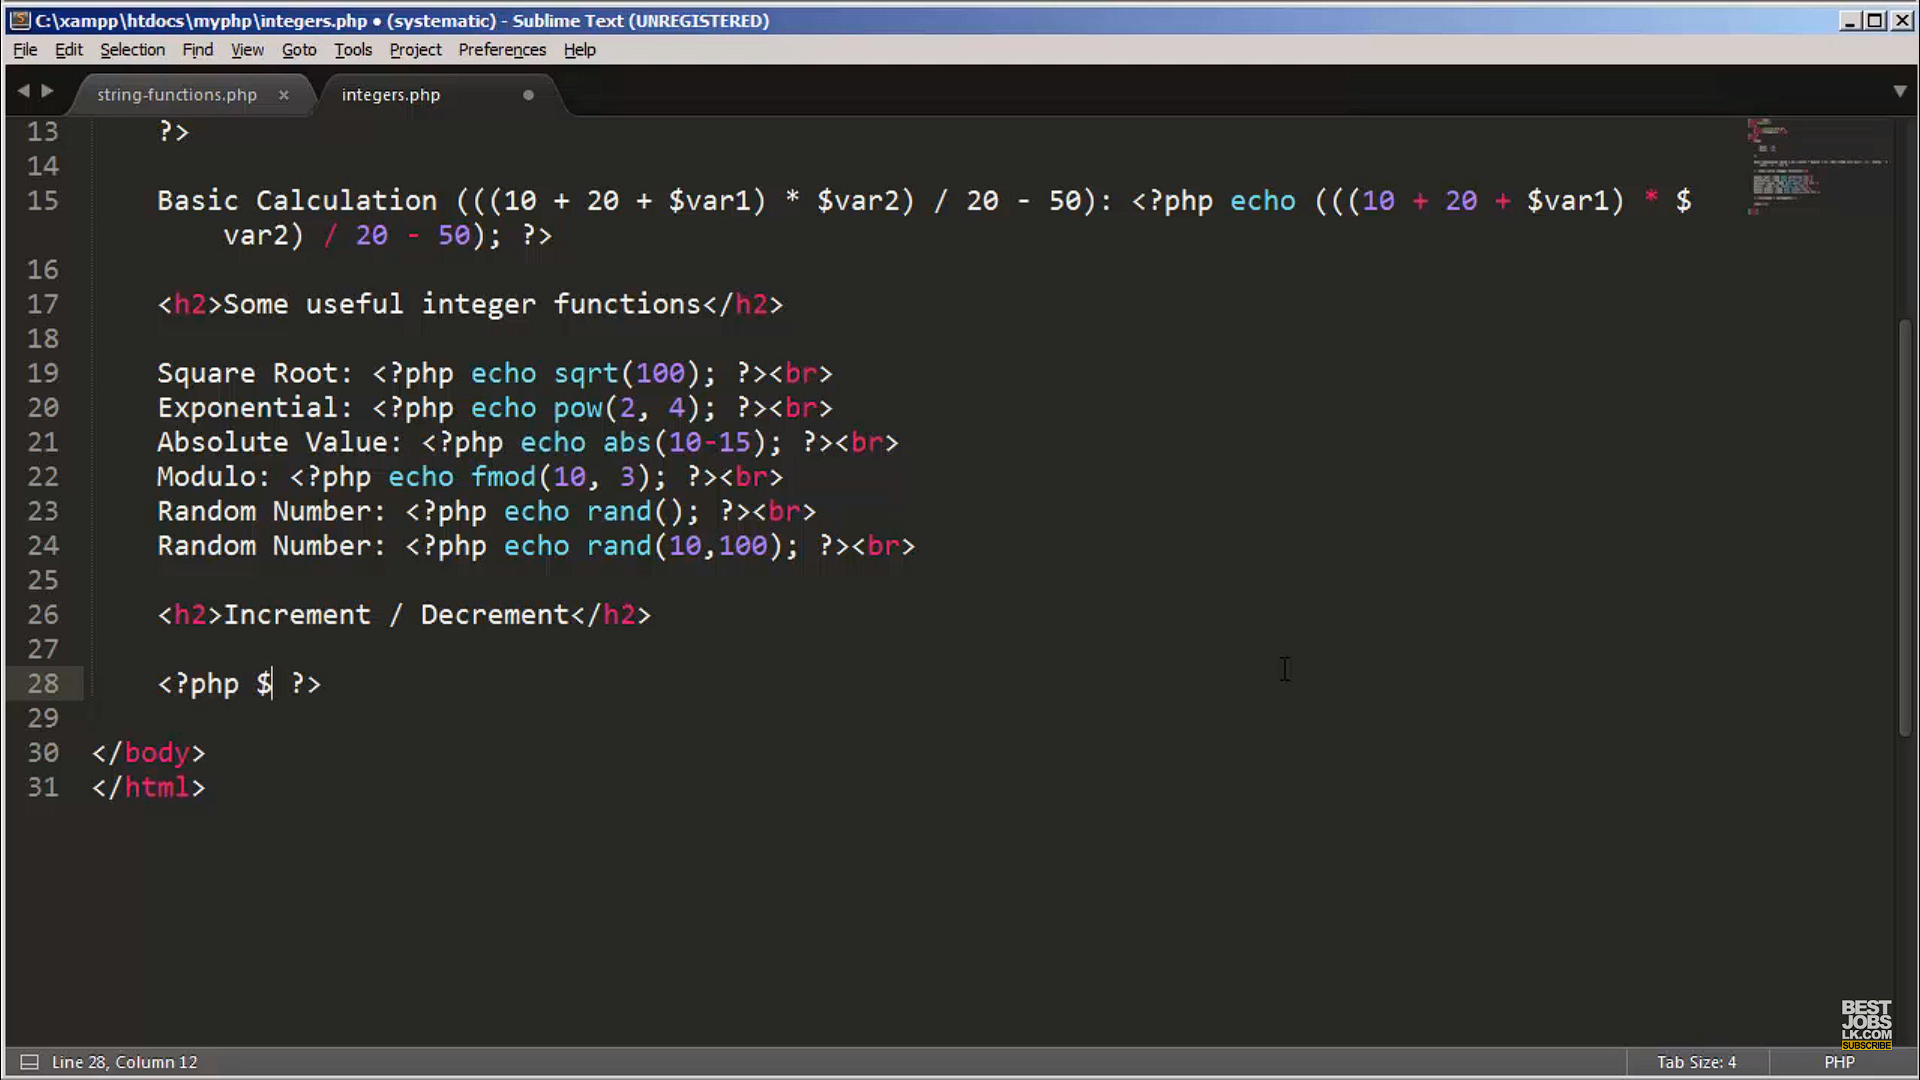 C:\xampp\htdocs\myphp\integers.php • (systematic) - Sublime Text (UNREGISTERED)
File Edit Selection Find View Goto Tools Project Preferences Help
string-functions.php × integers.php
13 ?>
14
15 Basic Calculation (((10 + 20 + $var1) * $var2) / 20 - 50): <?php echo (((10 + 20 + $var1) * $
var2) / 20 - 50); ?>
16
17 <h2>Some useful integer functions</h2>
18
19 Square Root: <?php echo sqrt(100); ?><br>
20 Exponential: <?php echo pow(2, 4); ?><br>
21 Absolute Value: <?php echo abs(10-15); ?><br>
22 Modulo: <?php echo fmod(10, 3); ?><br>
23 Random Number: <?php echo rand(); ?><br>
24 Random Number: <?php echo rand(10,100); ?><br>
25
26 <h2>Increment / Decrement</h2>
27
28 <?php $ ?>
29
30 </body>
31 </html>
BEST
JOBS
LK.COM
SUBSCRIBE
Line 28, Column 12 Tab Size: 4 PHP